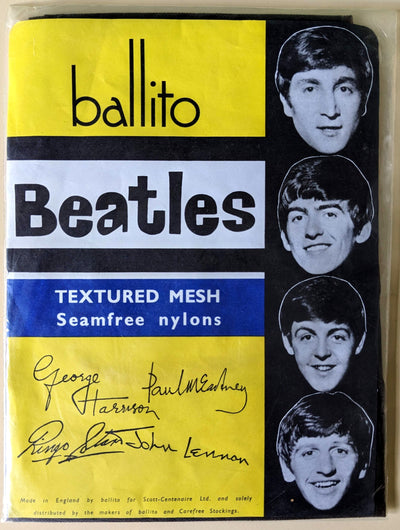 ballito
Beatles
TEXTURED MESH
Seamfree nylons
George
Harrison
Paul McCartney
Ringo Starr
John Lennon
Made in England by ballito for Scott-Centenaire Ltd. and solely
distributed by the makers of ballito and Carefree Stockings.